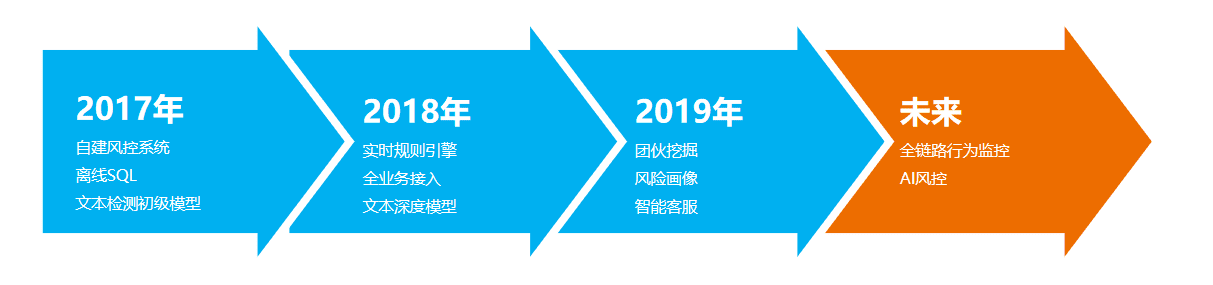 2017年
自建风控系统
离线SQL
文本检测初级模型
2018年
实时规则引擎
全业务接入
文本深度模型
2019年
团伙挖掘
风险画像
智能客服
未来
全链路行为监控
AI风控